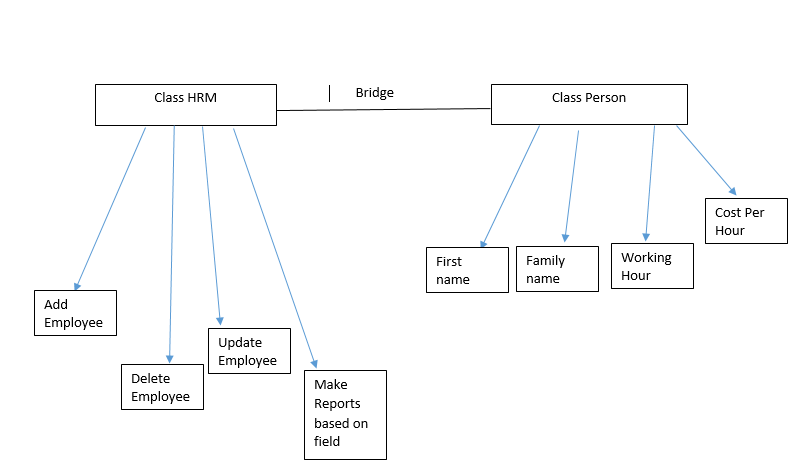 Bridge
Class HRM
Class Person
Cost Per
Hour
First
name
Family
name
Working
Hour
Add
Employee
Update
Employee
Delete
Employee
Make
Reports
based on
field